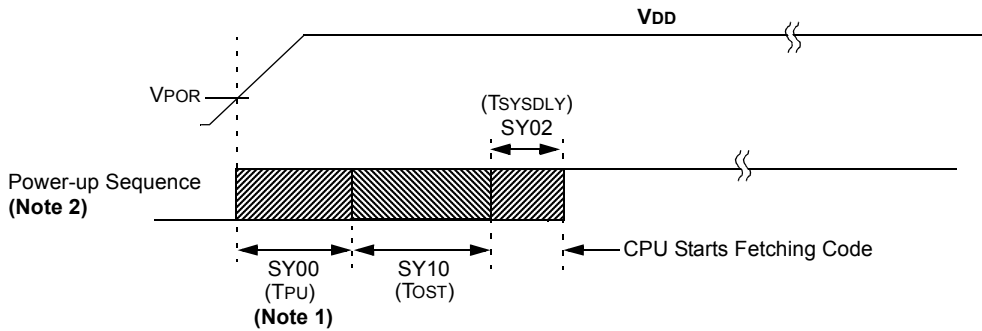 VDD
VPOR
(TSYSDLY)
SY02
Power-up Sequence
(Note 2)
CPU Starts Fetching Code
SY00
(TPU)
(Note 1)
SY10
(TOST)